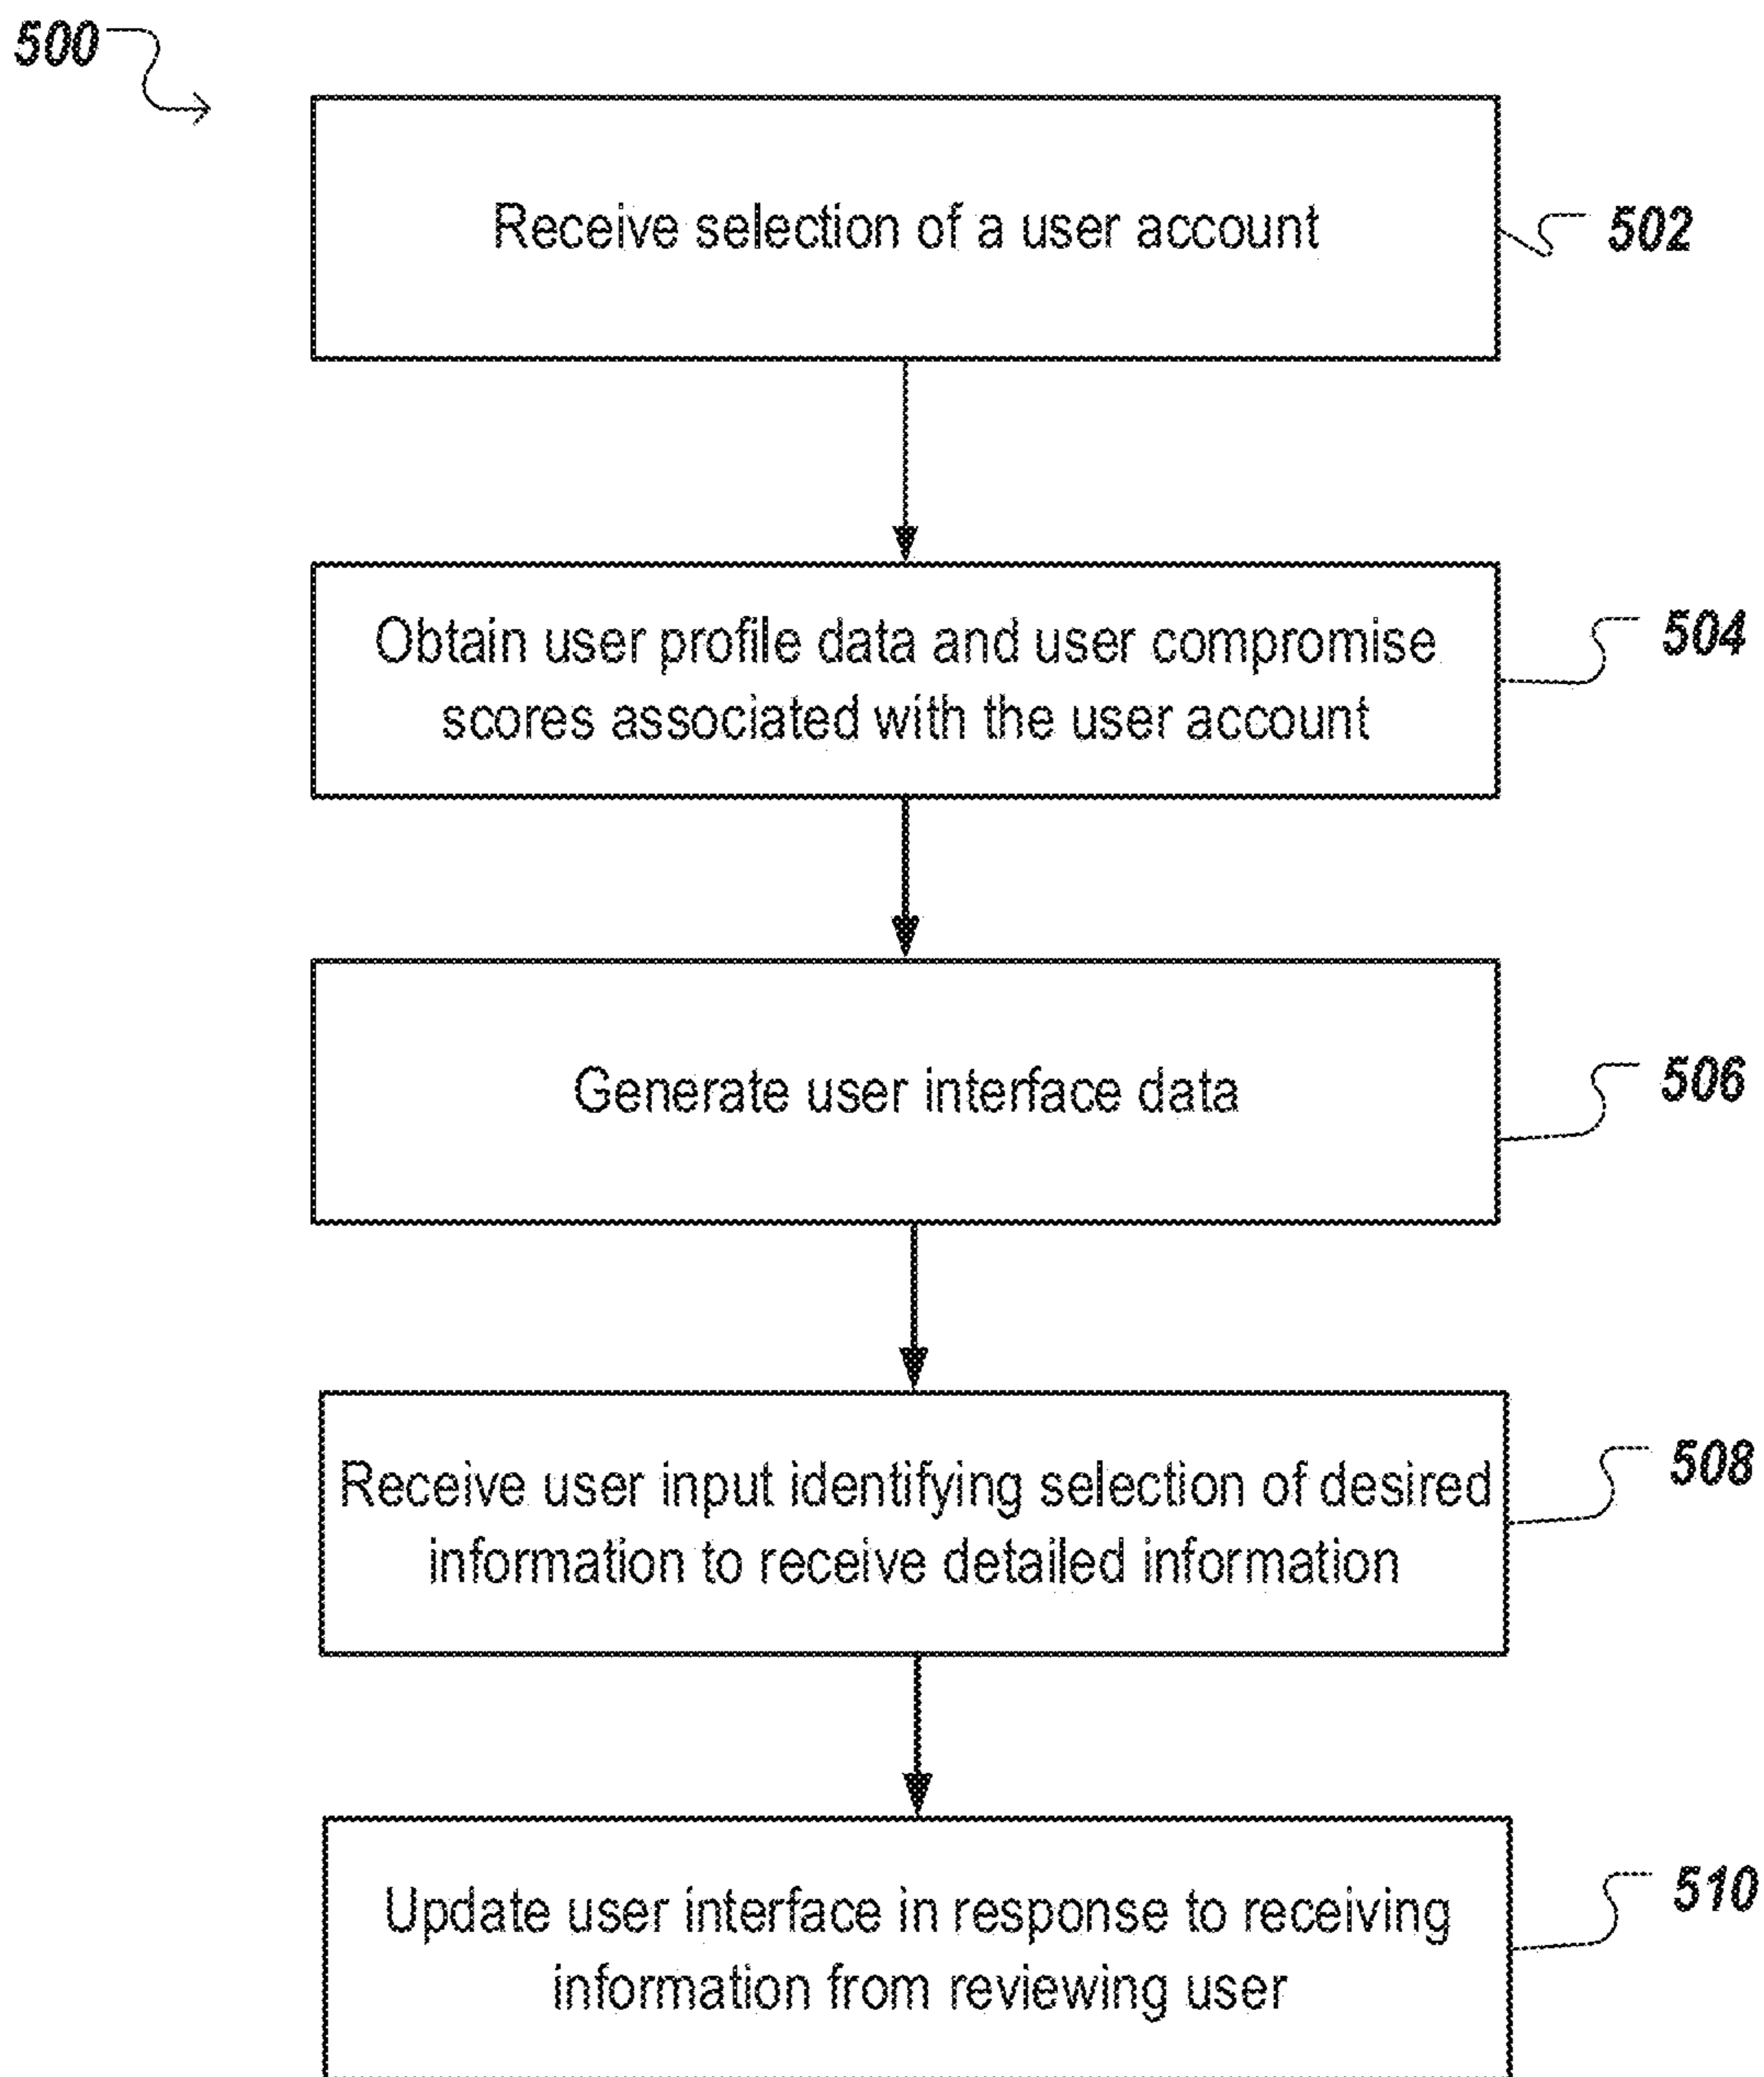 500
Receive selection of a user account
502
Obtain user profile data and user compromise
scores associated with the user account
504
Generate user interface data
506
Receive user input identifying selection of desired
information to receive detailed information
508
Update user interface in response to receiving
information from reviewing user
510